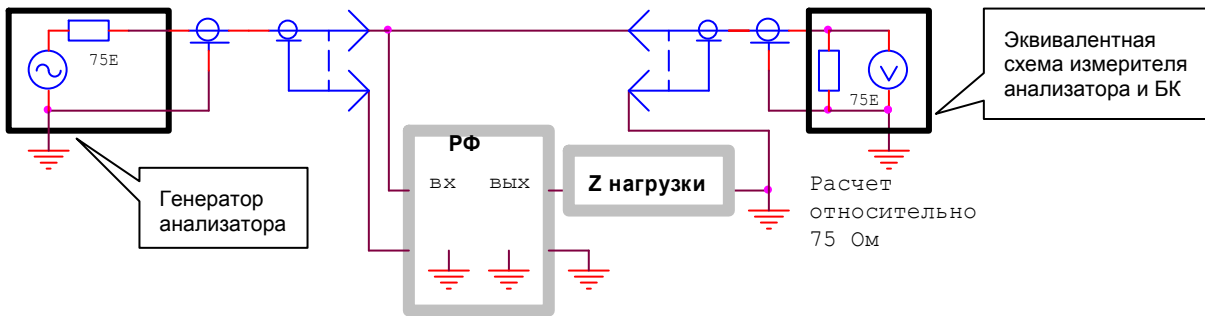 75E
Генератор
анализатора
РФ
вх вых
Z нагрузки
75E
Расчет
относительно
75 Ом
Эквивалентная
схема измерителя
анализатора и БК
V